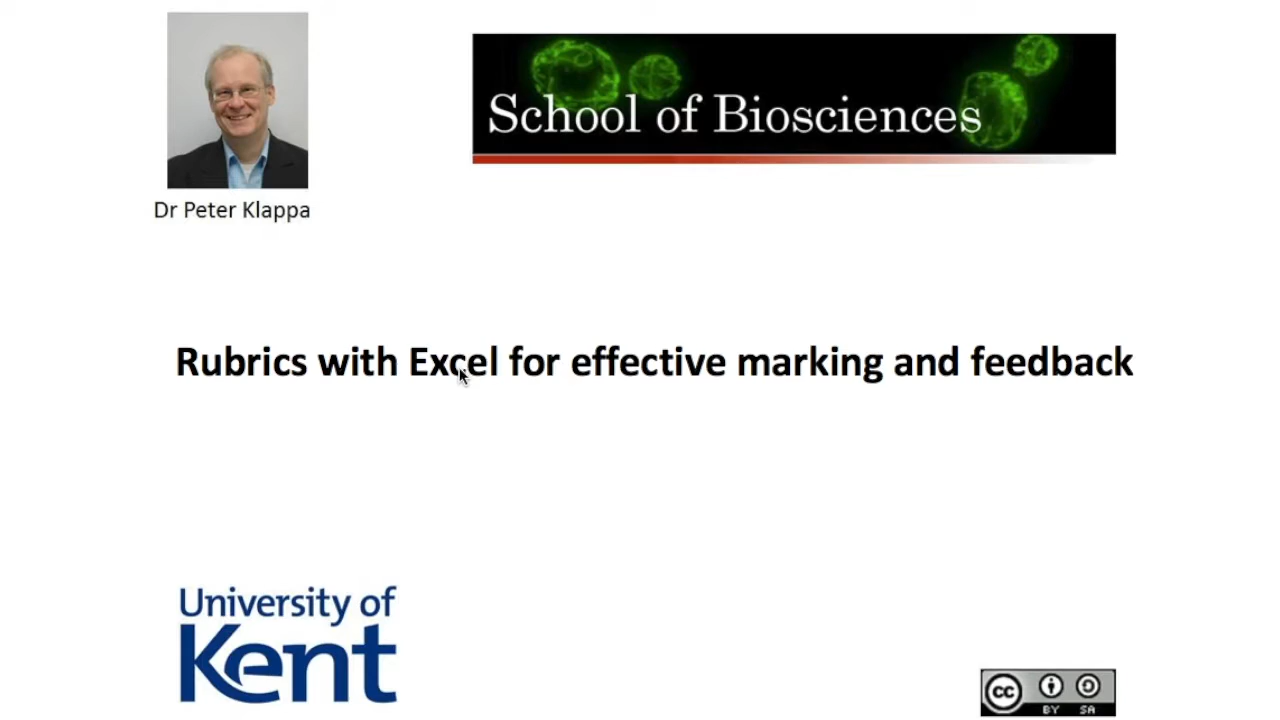 School of Biosciences
Dr Peter Klappa
Rubrics with Excel for effective marking and feedback
University of
Kent
cc
BY SA